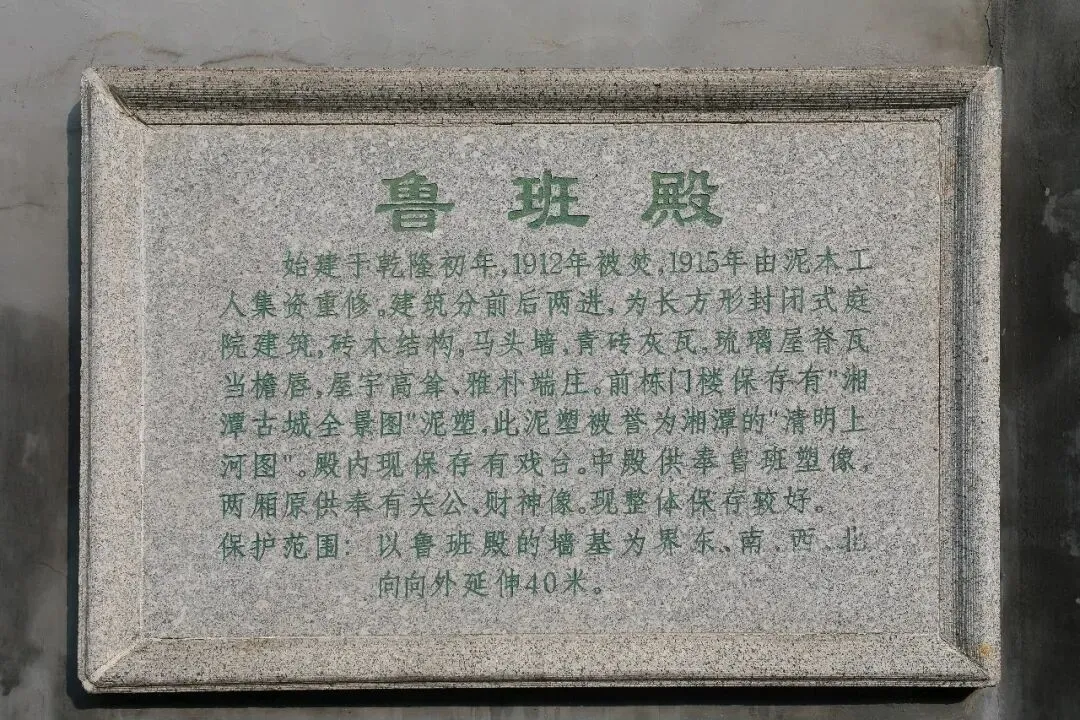 鲁班殿
始建于乾隆初年,1912年被焚,1915年由泥木工
人集资重修。建筑分前后两进,为长方形封闭式庭
院建筑,砖木结构,马头墙,青砖灰瓦,琉璃屋脊瓦
当檐唇,屋宇高耸、雅朴端庄。前栋门楼保存有"湘
潭古城全景图"泥塑,此泥塑被誉为湘潭的"清明上
河图"。殿内现保存有戏台。中殿供奉鲁班塑像,
两厢原供奉有关公、财神像。现整体保存较好。
保护范围:以鲁班殿的墙基为界东、南、西、北
向向外延伸40米。